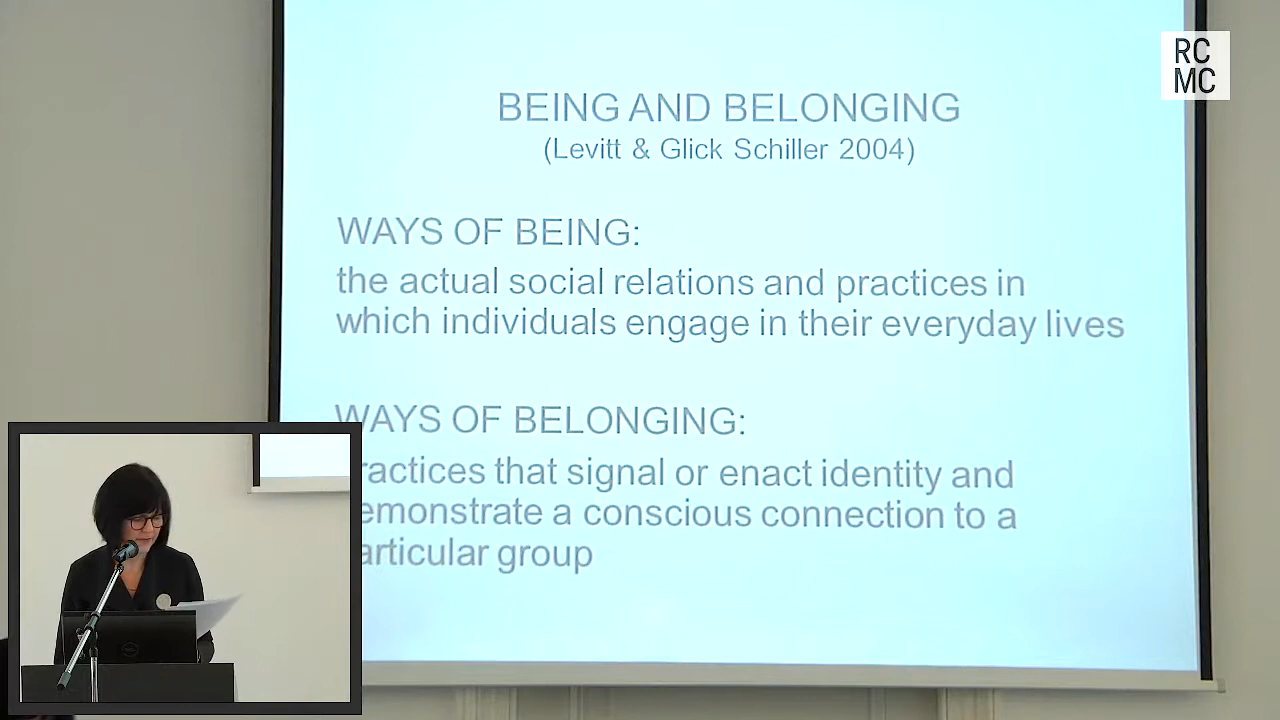 RC
MC
BEING AND BELONGING
(Levitt & Glick Schiller 2004)
WAYS OF BEING:
the actual social relations and practices in
which individuals engage in their everyday lives
WAYS OF BELONGING:
ractices that signal or enact identity and
emonstrate a conscious connection to a
articular group